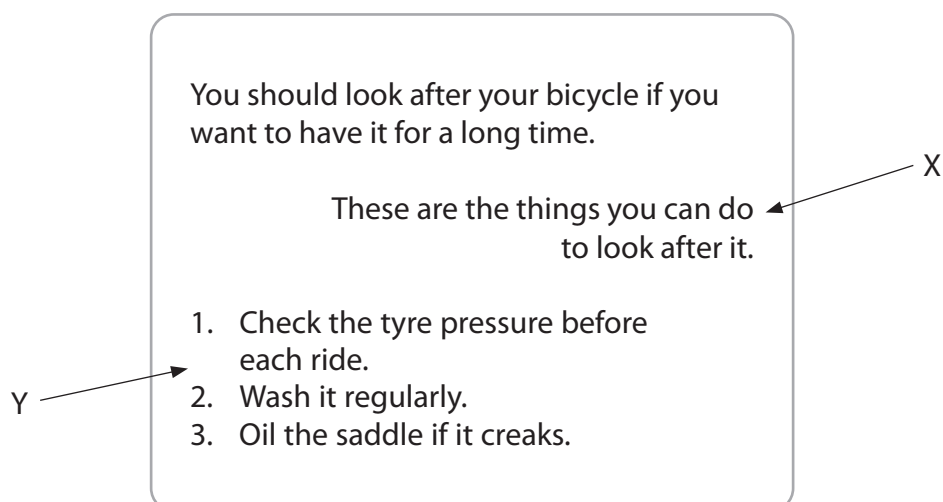 You should look after your bicycle if you
want to have it for a long time.
X
These are the things you can do
to look after it.
1. Check the tyre pressure before
each ride.
Y
2. Wash it regularly.
3. Oil the saddle if it creaks.